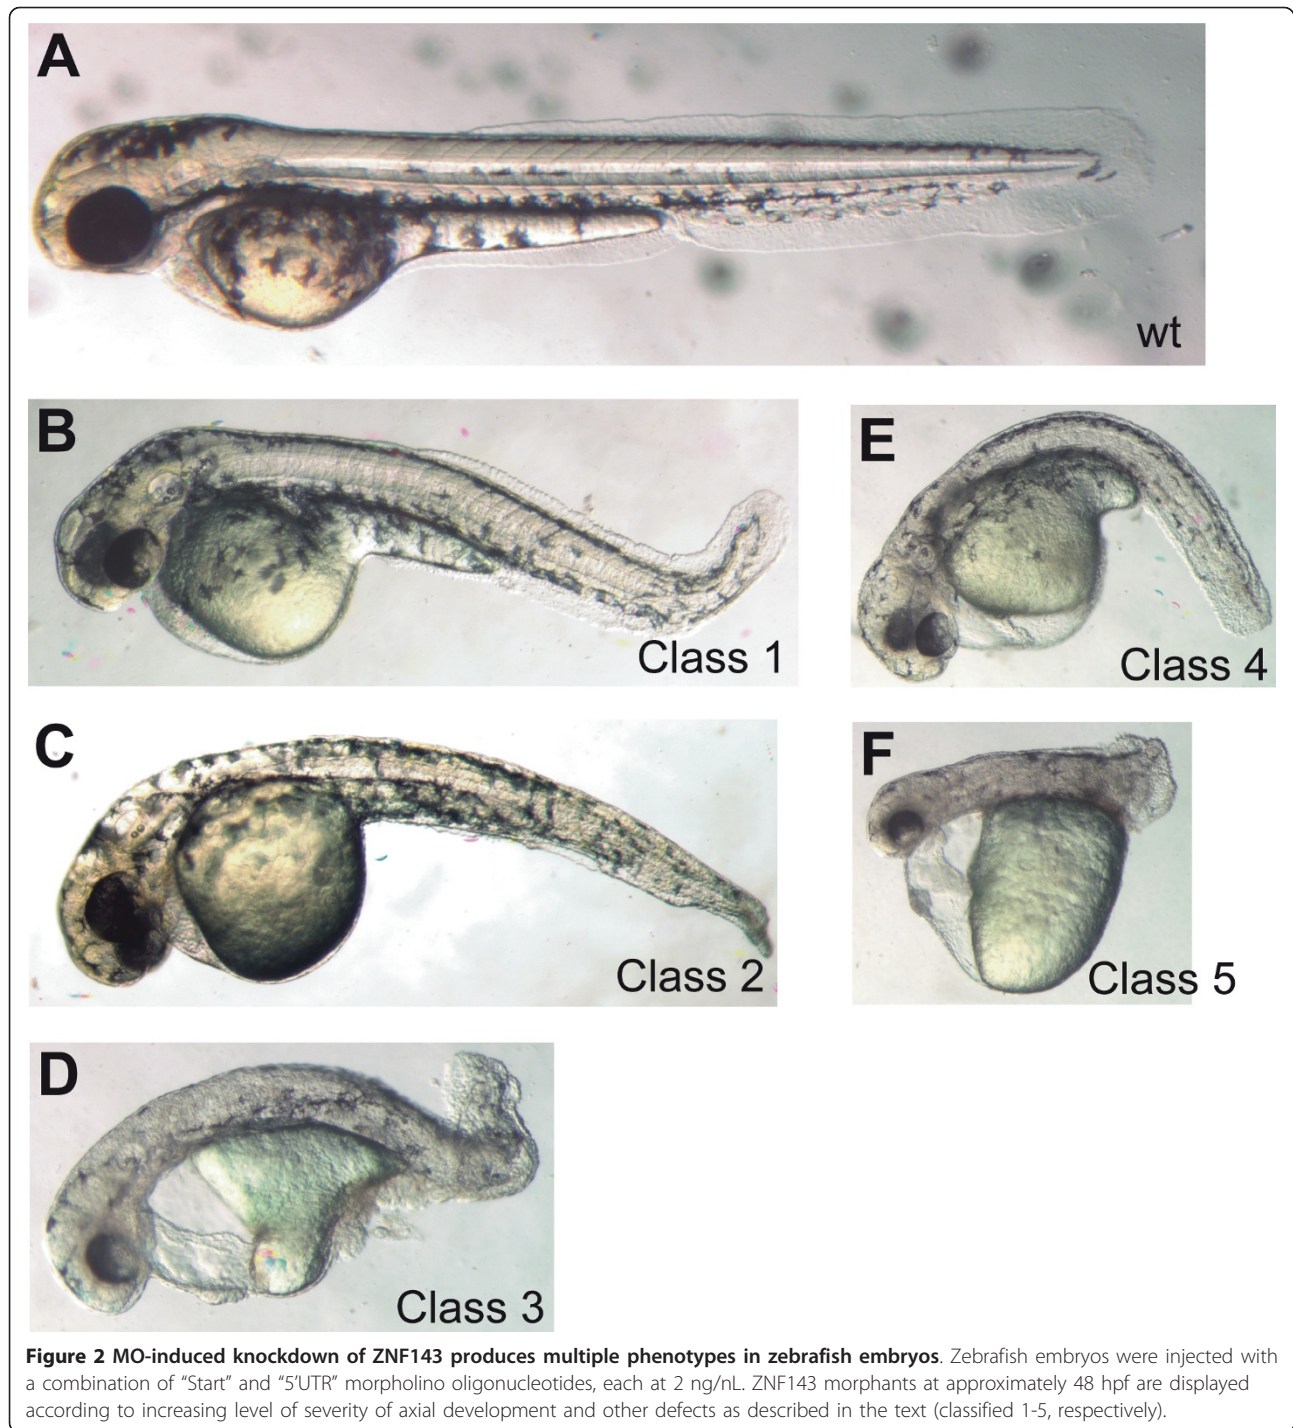 A
wt
B
Class 1
E
Class 4
C
Class 2
F
Class 5
D
Class 3
Figure 2 MO-induced knockdown of ZNF143 produces multiple phenotypes in zebrafish embryos. Zebrafish embryos were injected with
a combination of “Start” and “5’UTR” morpholino oligonucleotides, each at 2 ng/nL. ZNF143 morphants at approximately 48 hpf are displayed
according to increasing level of severity of axial development and other defects as described in the text (classified 1-5, respectively).